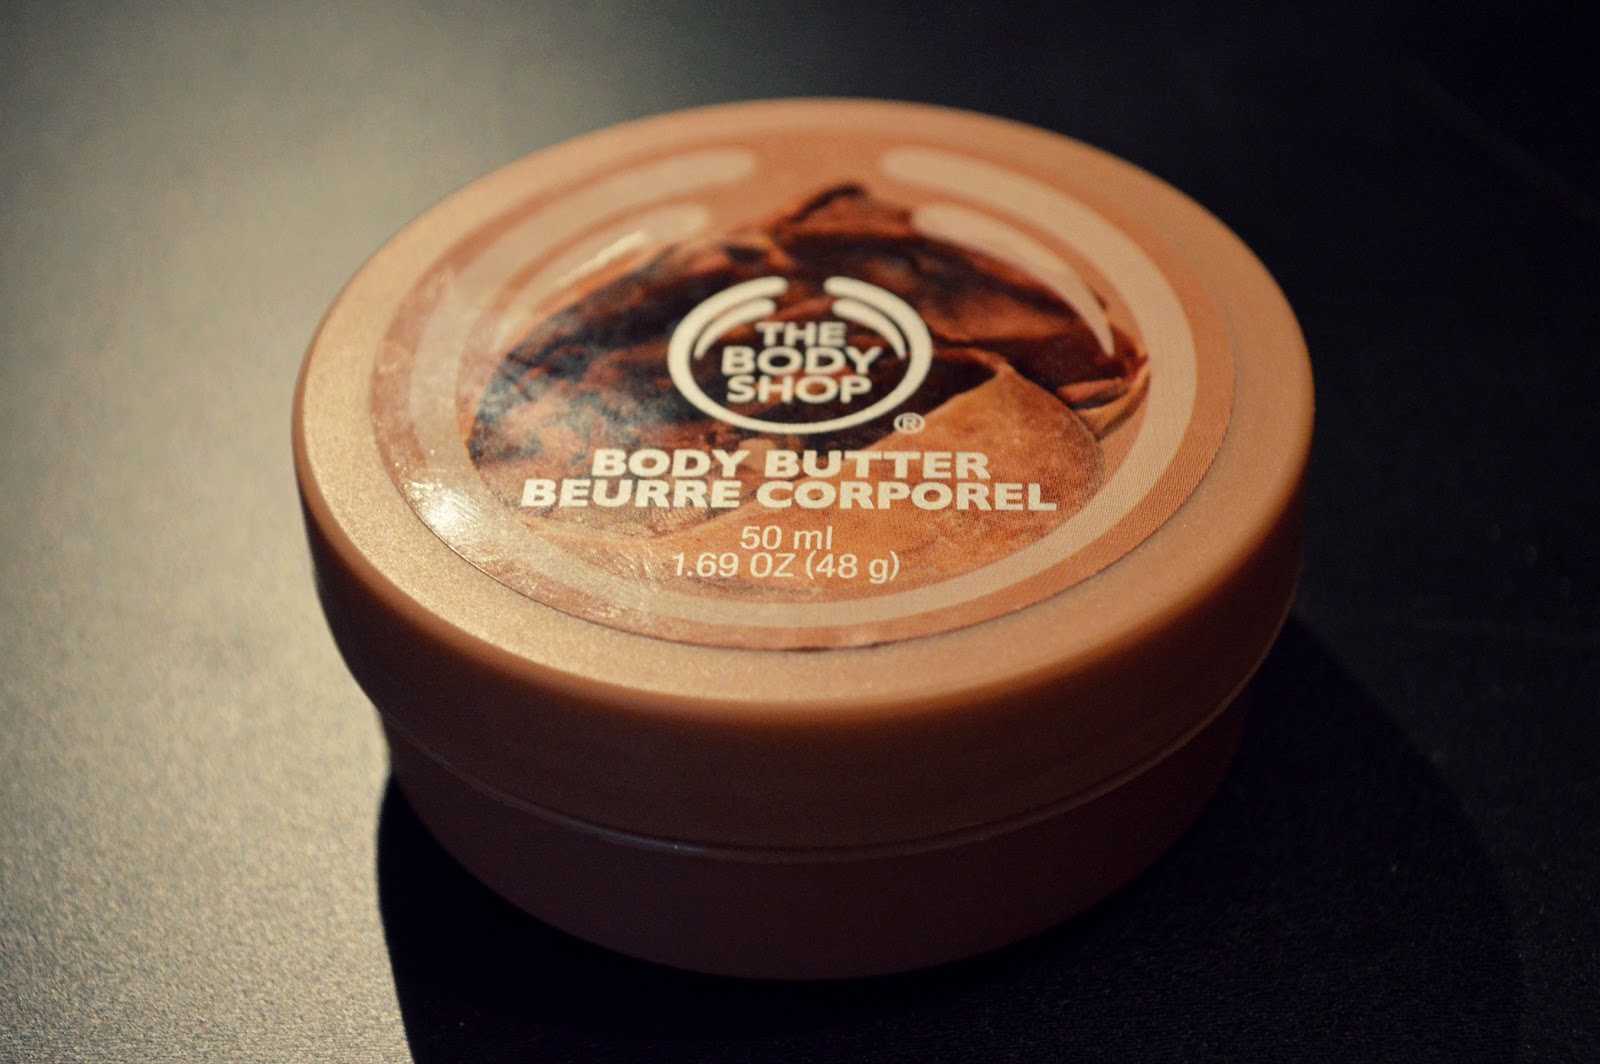 THE
BODY
SHOP
®
BODY BUTTER
BEURRE CORPOREL
50 ml
1.69 OZ (48 g)